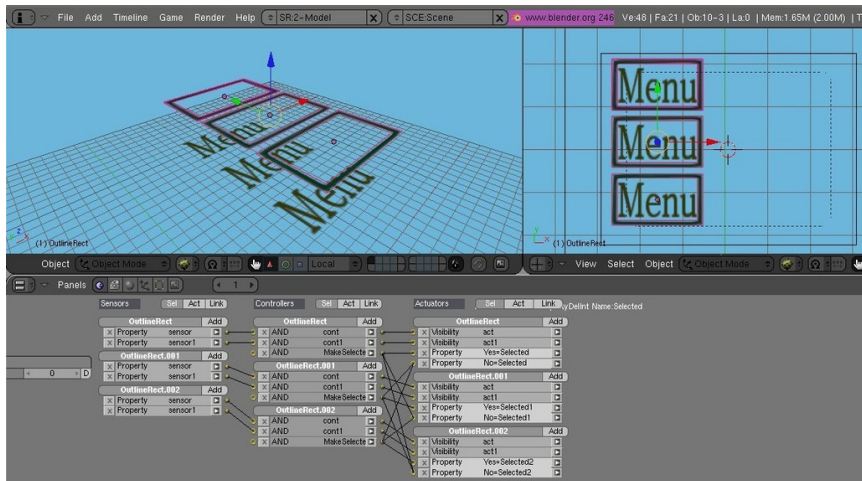 File Add Timeline Game Render Help SR:2-Model X SCE:Scene X www.blender.org 246 Ve:48 | Fa:21 | Ob:10-3 | La:0 | Mem:1.65M (2.00M) | T
Menu
Menu
Menu
Menu
Menu
Menu
(1) OutlineRect
(1) OutlineRect
Object Object Mode Local View Select Object Object Mode
Panels 1
Sensors Sel Act Link Controllers Sel Act Link Actuators Sel Act Link Name:Selected
OutlineRect Add OutlineRect Add OutlineRect Add
X Property sensor X AND cont X Visibility act
X Property sensor1 X AND cont1 X Visibility act1
X AND MakeSelecte X Property Yes=Selected
X Property No=Selected
OutlineRect.001 Add OutlineRect.001 Add OutlineRect.001 Add
X Property sensor X AND cont X Visibility act
X Property sensor1 X AND cont1 X Visibility act1
X AND MakeSelecte X Property Yes=Selected1
X Property No=Selected1
OutlineRect.002 Add OutlineRect.002 Add OutlineRect.002 Add
X Property sensor X AND cont X Visibility act
X Property sensor1 X AND cont1 X Visibility act1
X AND MakeSelecte X Property Yes=Selected2
X Property No=Selected2
0 D